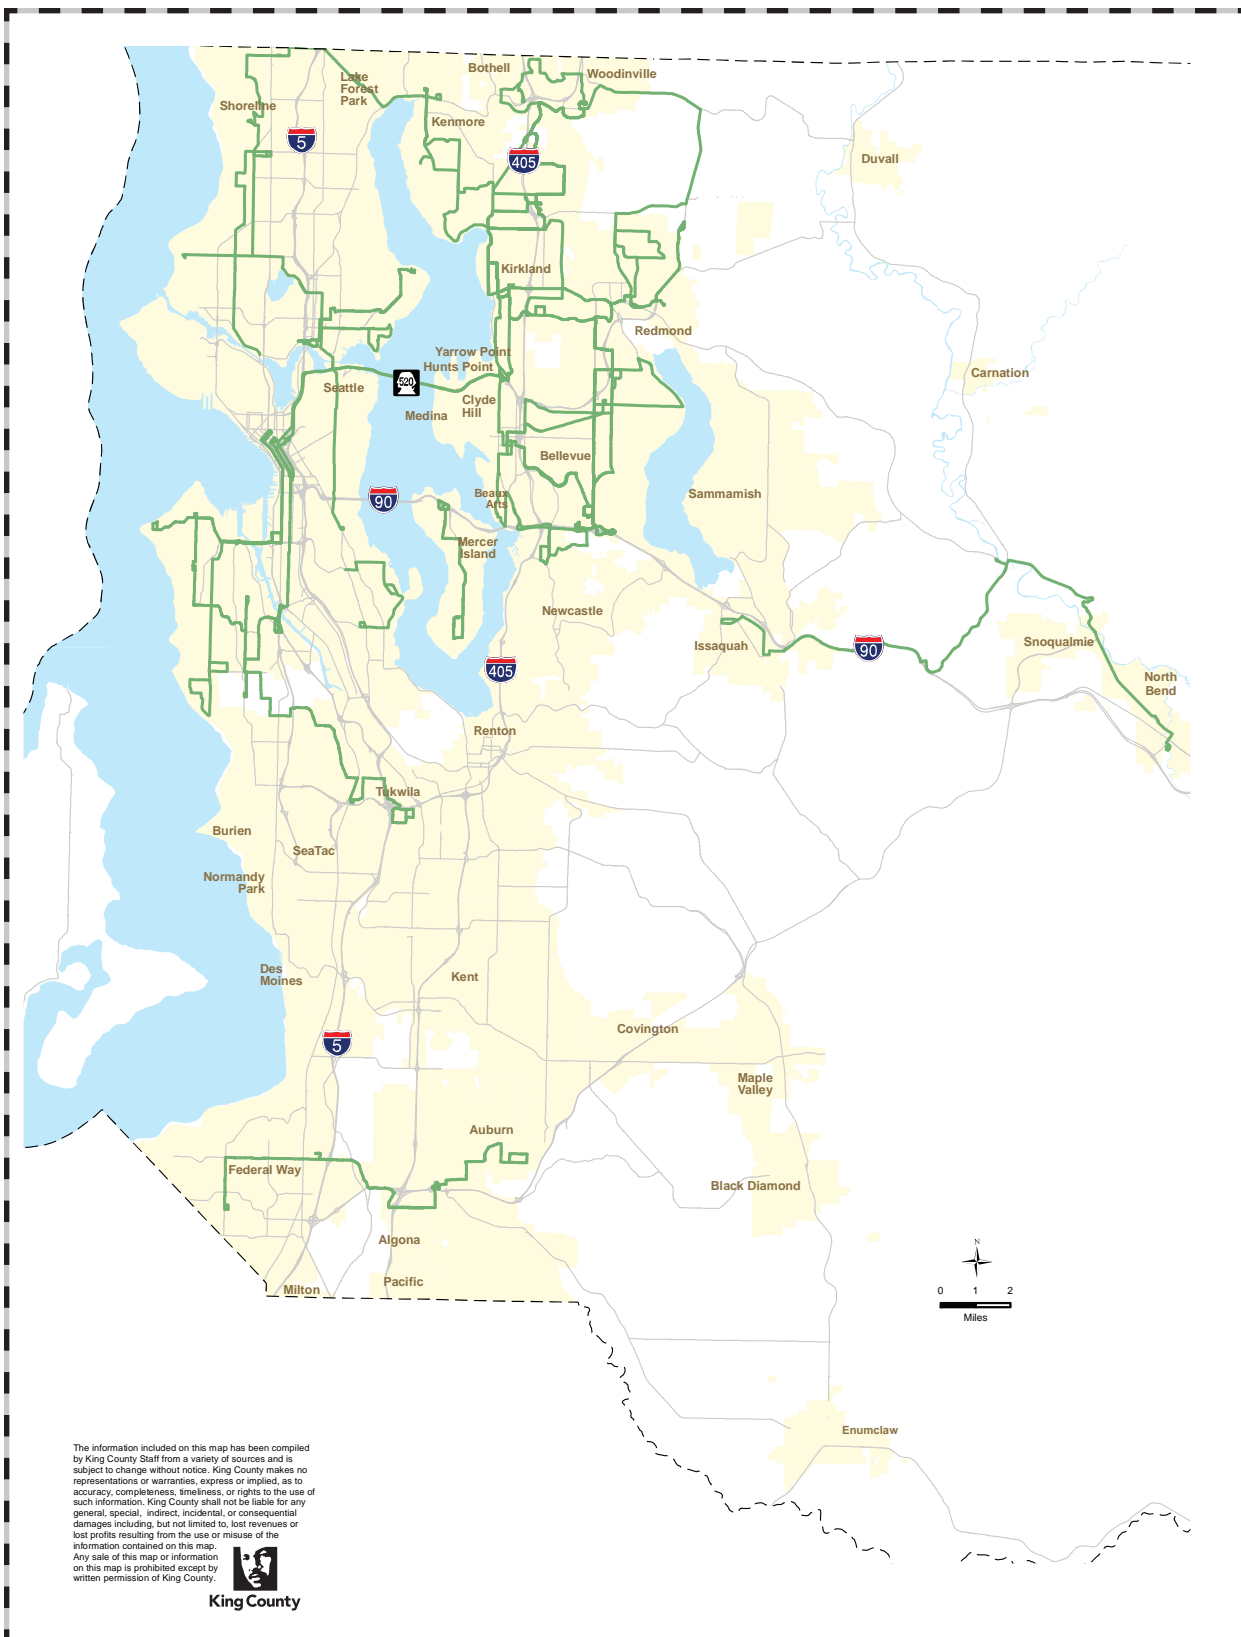 Bothell
Woodinville
Lake
Forest
Park
Shoreline
Kenmore
5
405
Duvall
Kirkland
Redmond
Yarrow Point
Hunts Point
Carnation
520
Seattle
Clyde
Hill
Medina
Bellevue
Beaux
Arts
90
Sammamish
Mercer
Island
Newcastle
Issaquah
90
Snoqualmie
North
Bend
405
Renton
Tukwila
Burien
SeaTac
Normandy
Park
Des
Moines
Kent
5
Covington
Maple
Valley
Auburn
Federal Way
Black Diamond
Algona
Pacific
Milton
N
0 1 2
Miles
Enumclaw
The information included on this map has been compiled
by King County Staff from a variety of sources and is
subject to change without notice. King County makes no
representations or warranties, express or implied, as to
accuracy, completeness, timeliness, or rights to the use of
such information. King County shall not be liable for any
general, special, indirect, incidental, or consequential
damages including, but not limited to, lost revenues or
lost profits resulting from the use or misuse of the
information contained on this map.
Any sale of this map or information
on this map is prohibited except by
written permission of King County.
King County